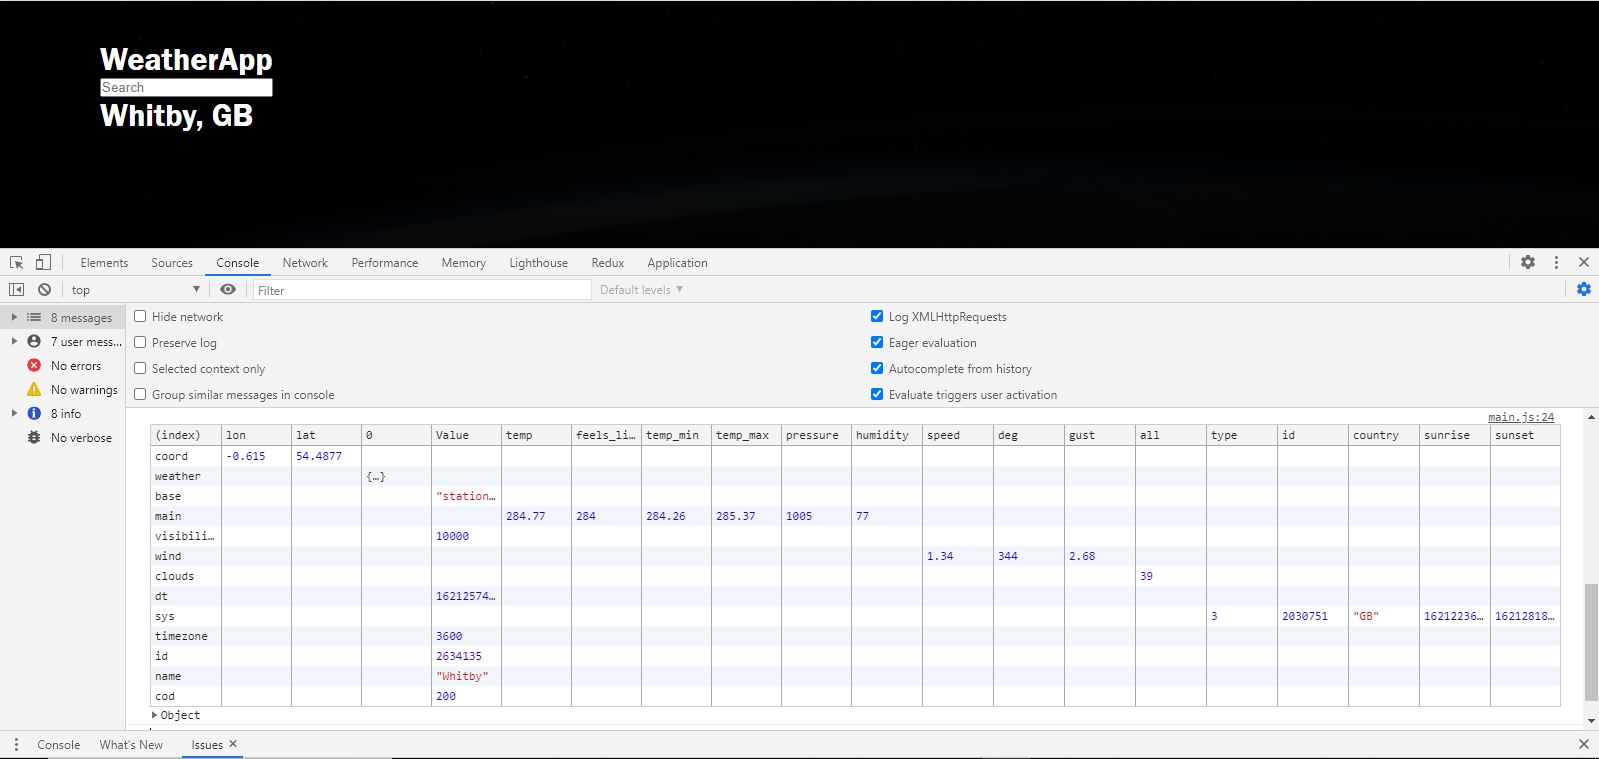 WeatherApp
Search
Whitby, GB
Elements Sources Console Network Performance Memory Lighthouse Redux Application
top ▼ Filter Default levels ▼
8 messages
7 user mess...
No errors
No warnings
8 info
No verbose
Hide network Log XMLHttpRequests
Preserve log Eager evaluation
Selected context only Autocomplete from history
Group similar messages in console Evaluate triggers user activation
main.js:24
(index) lon lat 0 Value temp feels_li… temp_min temp_max pressure humidity speed deg gust all type id country sunrise sunset
coord -0.615 54.4877
weather {…}
base "station…
main 284.77 284 284.26 285.37 1005 77
visibili… 10000
wind 1.34 344 2.68
clouds 39
dt 16212574…
sys 3 2030751 "GB" 16212236… 16212818…
timezone 3600
id 2634135
name "Whitby"
cod 200
Object
Console What's New Issues ×